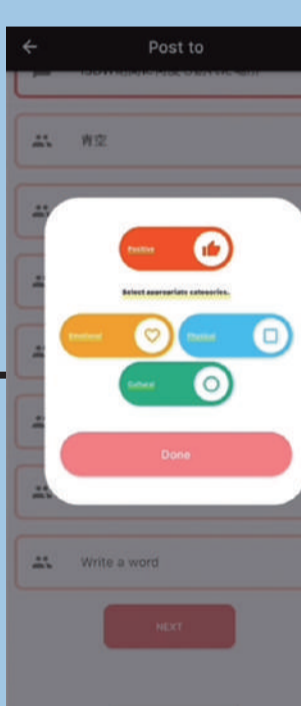 Post to
青空
Positive
Select appropriate categories.
Emotional
Physical
Cultural
Done
Write a word
NEXT